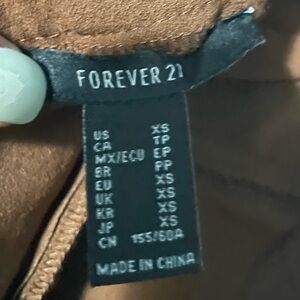 FOREVER 21
US XS
CA TP
MX/ECU EP
BR PP
EU XS
UK XS
KR XS
JP XS
CN 155/60A
MADE IN CHINA